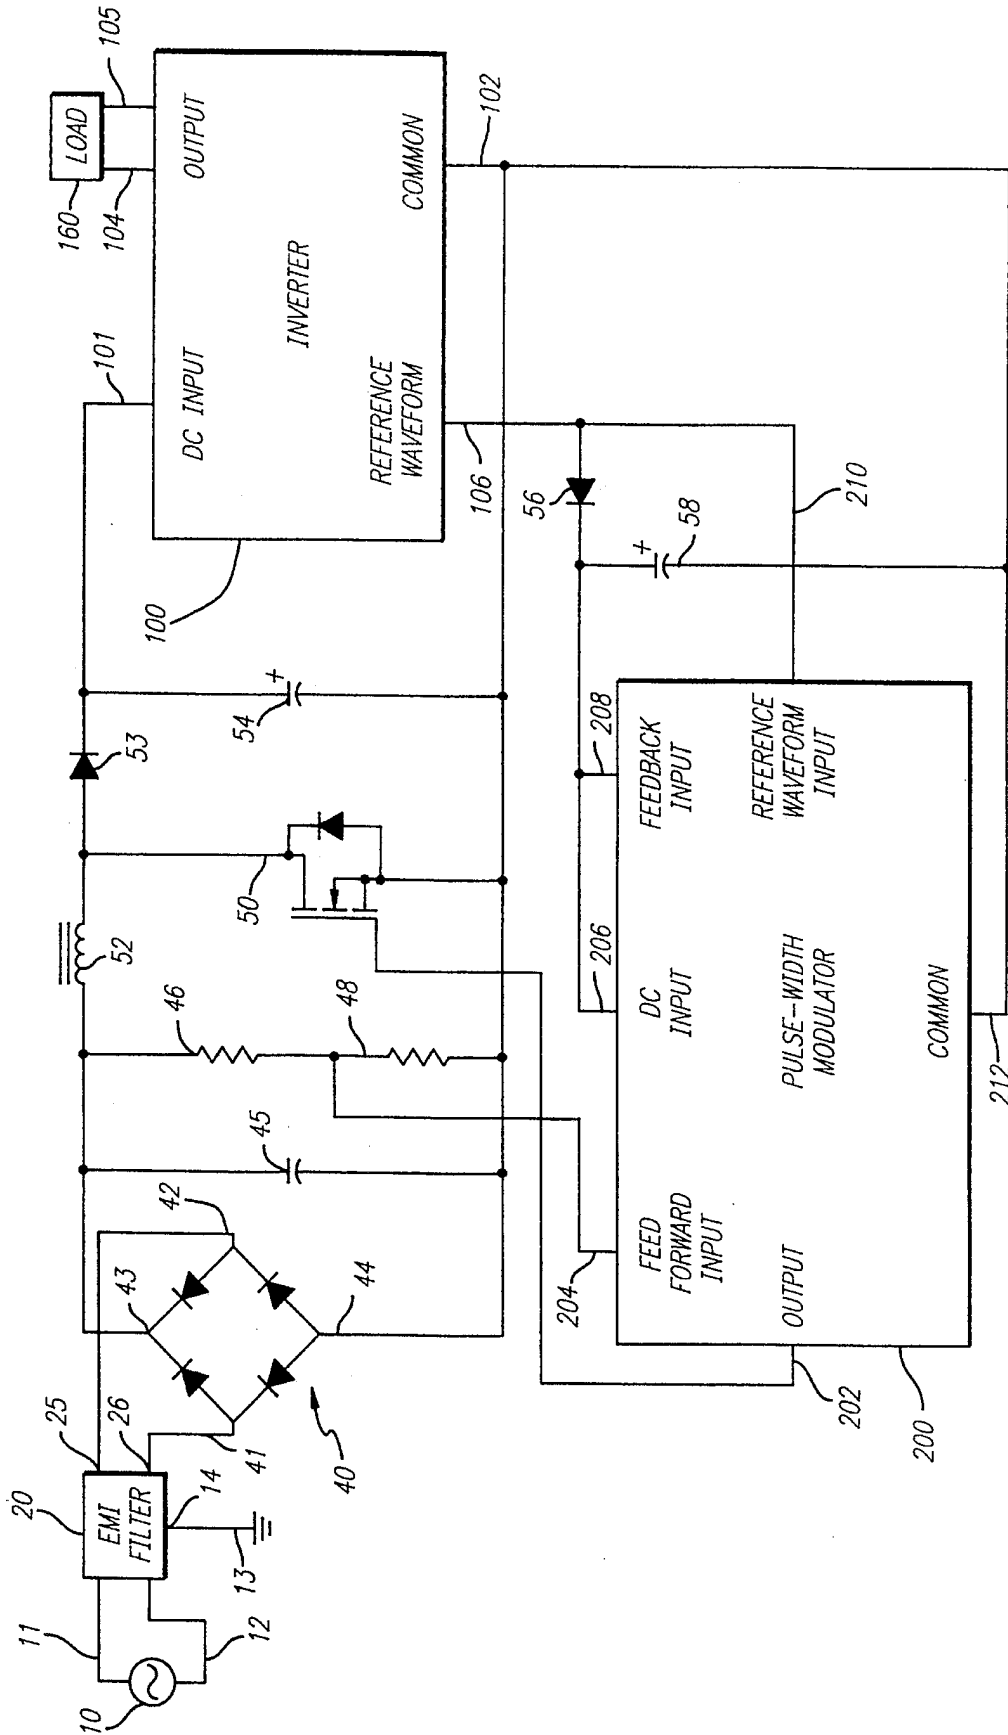 10
11
12
13
14
20
EMI
FILTER
25
26
40
41
42
43
44
45
46
48
50
52
53
54
100
101
DC INPUT
INVERTER
OUTPUT
REFERENCE
WAVEFORM
COMMON
LOAD
160
104
105
102
106
56
58
210
200
202
204
206
208
212
FEED
FORWARD
INPUT
OUTPUT
DC
INPUT
PULSE-WIDTH
MODULATOR
COMMON
FEEDBACK
INPUT
REFERENCE
WAVEFORM
INPUT
+
+